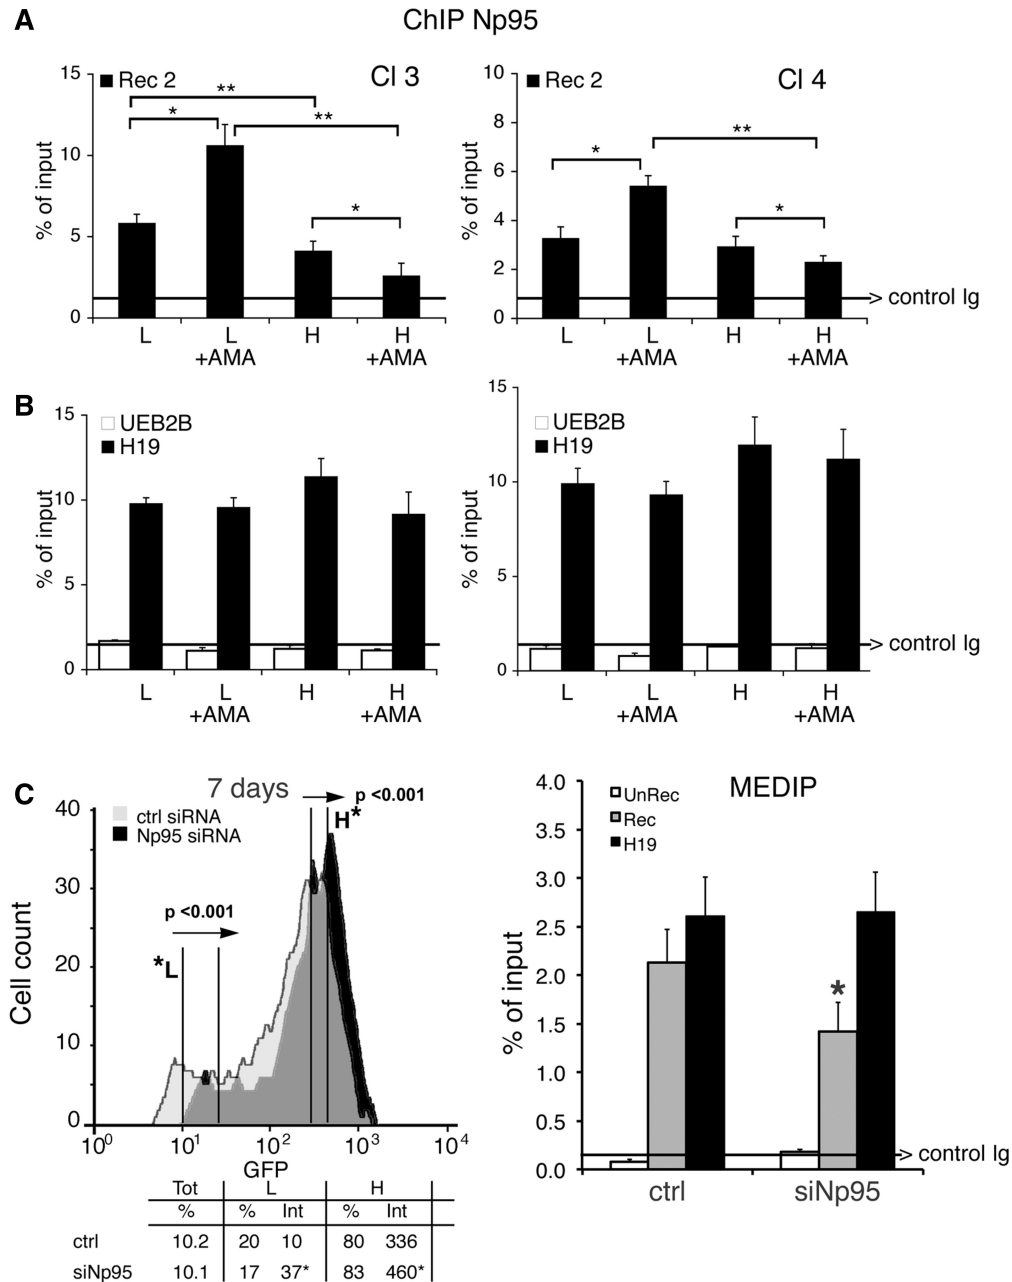 A
ChIP Np95
15
10
5
0
% of input
Rec 2
Cl 3
**
*
**
*
L
L
+AMA
H
H
+AMA
10
8
6
4
2
0
% of input
Rec 2
Cl 4
*
**
*
> control Ig
L
L
+AMA
H
H
+AMA
B
15
10
5
0
% of input
UEB2B
H19
L
L
+AMA
H
H
+AMA
15
10
5
0
% of input
UEB2B
H19
> control Ig
L
L
+AMA
H
H
+AMA
C
7 days
p <0.001
H*
ctrl siRNA
Np95 siRNA
p <0.001
*L
40
30
20
10
0
Cell count
10⁰ 10¹ 10² 10³ 10⁴
GFP
Tot L H
% % Int % Int
ctrl 10.2 20 10 80 336
siNp95 10.1 17 37* 83 460*
MEDIP
4.0
3.5
3.0
2.5
2.0
1.5
1.0
0.5
0.0
% of input
UnRec
Rec
H19
*
> control Ig
ctrl siNp95